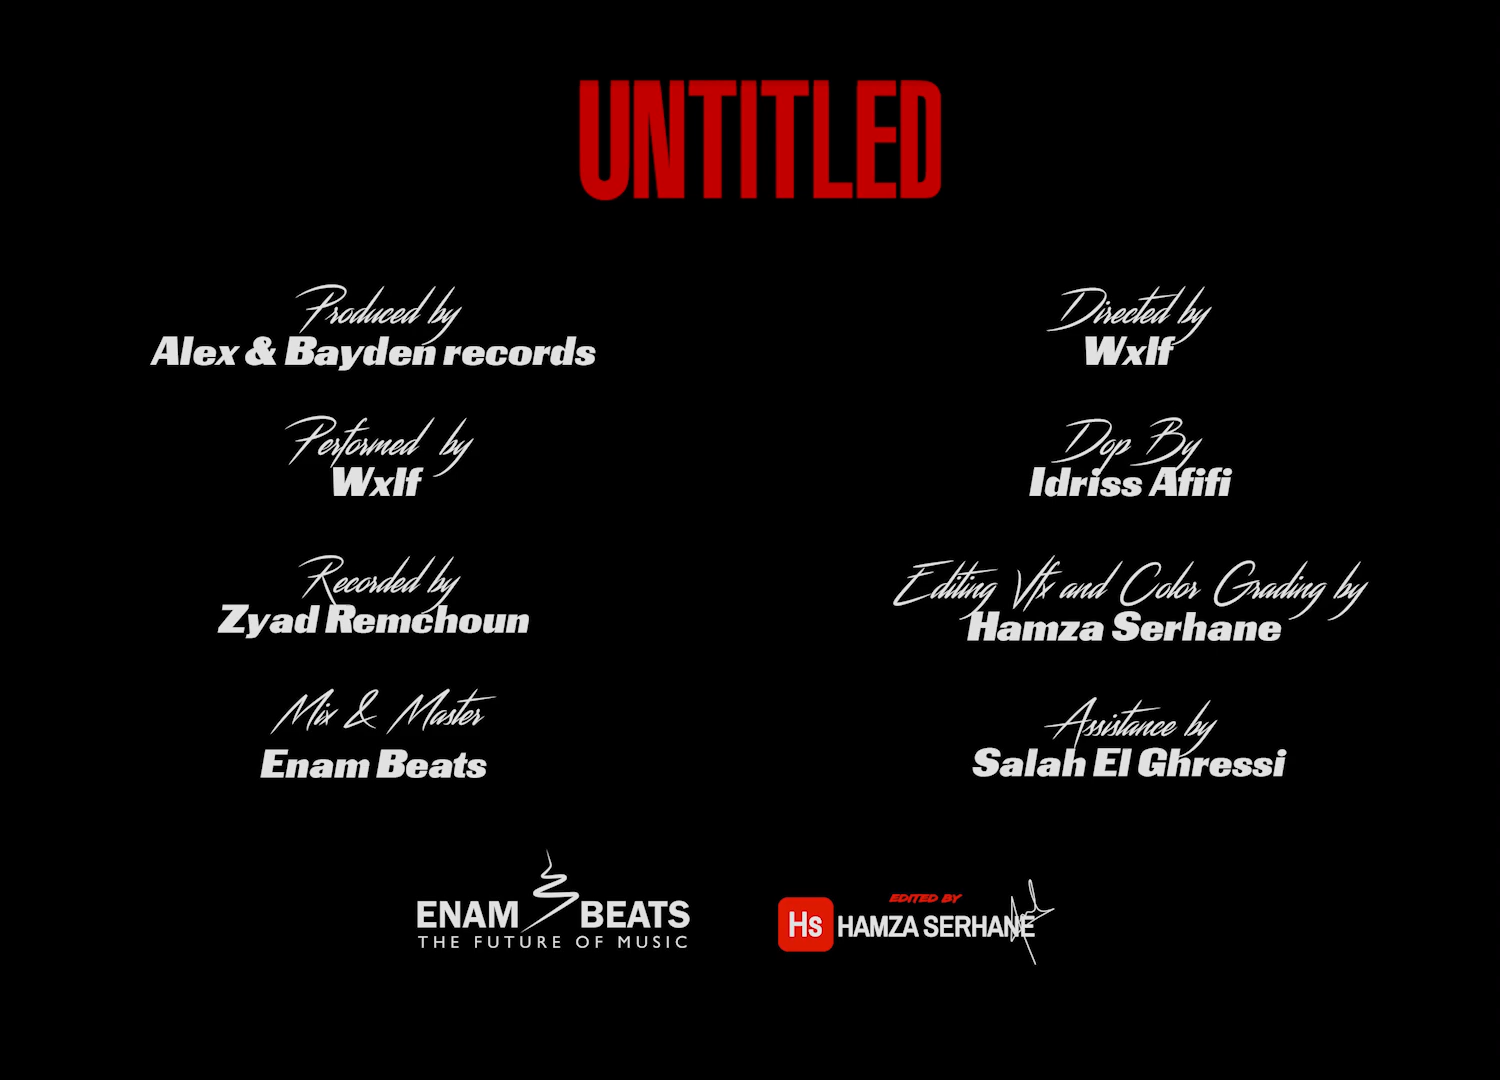 UNTITLED
Produced by
Alex & Bayden records
Performed by
Wxlf
Recorded by
Zyad Remchoun
Mix & Master
Enam Beats
Directed by
Wxlf
Dop By
Idriss Afifi
Editing Vfx and Color Grading by
Hamza Serhane
Assistance by
Salah El Ghressi
ENAM BEATS
THE FUTURE OF MUSIC
EDITED BY
Hs HAMZA SERHANE